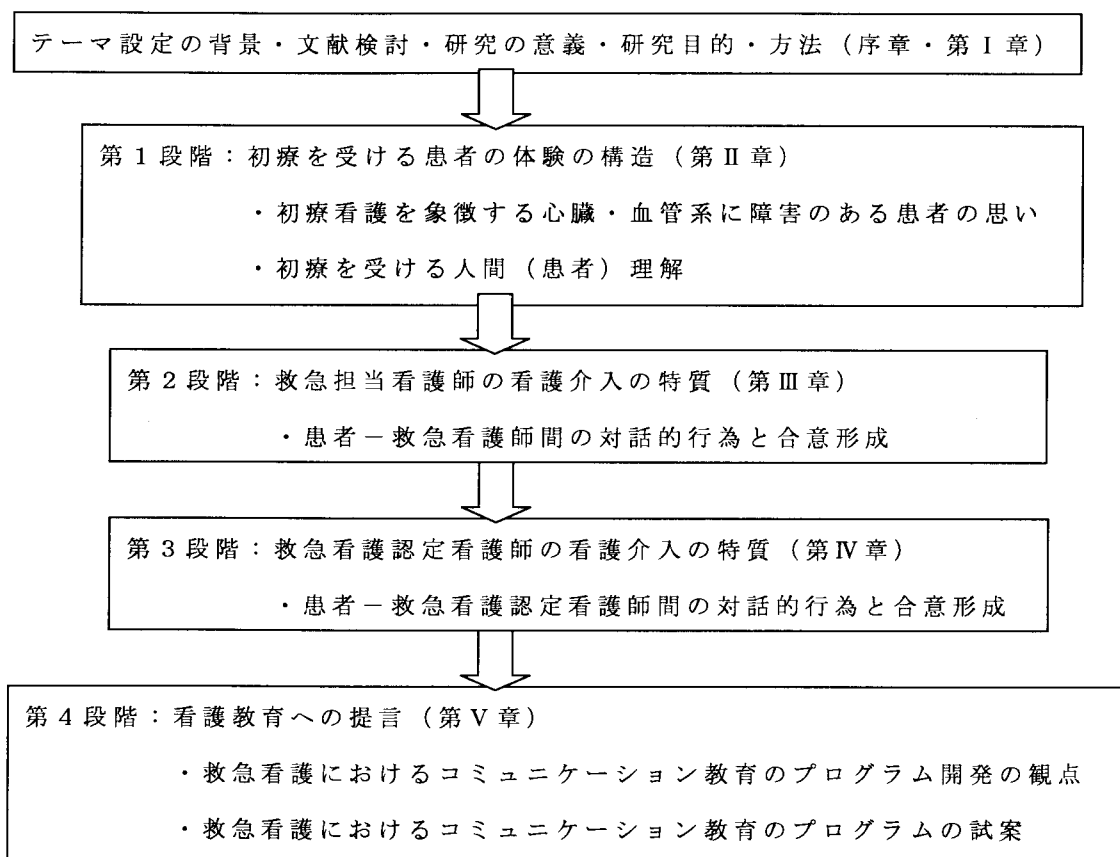 テーマ設定の背景・文献検討・研究の意義・研究目的・方法（序章・第Ⅰ章）
第１段階：初療を受ける患者の体験の構造（第Ⅱ章）
・初療看護を象徴する心臓・血管系に障害のある患者の思い
・初療を受ける人間（患者）理解
第２段階：救急担当看護師の看護介入の特質（第Ⅲ章）
・患者－救急看護師間の対話的行為と合意形成
第３段階：救急看護認定看護師の看護介入の特質（第Ⅳ章）
・患者－救急看護認定看護師間の対話的行為と合意形成
第４段階：看護教育への提言（第Ⅴ章）
・救急看護におけるコミュニケーション教育のプログラム開発の観点
・救急看護におけるコミュニケーション教育のプログラムの試案